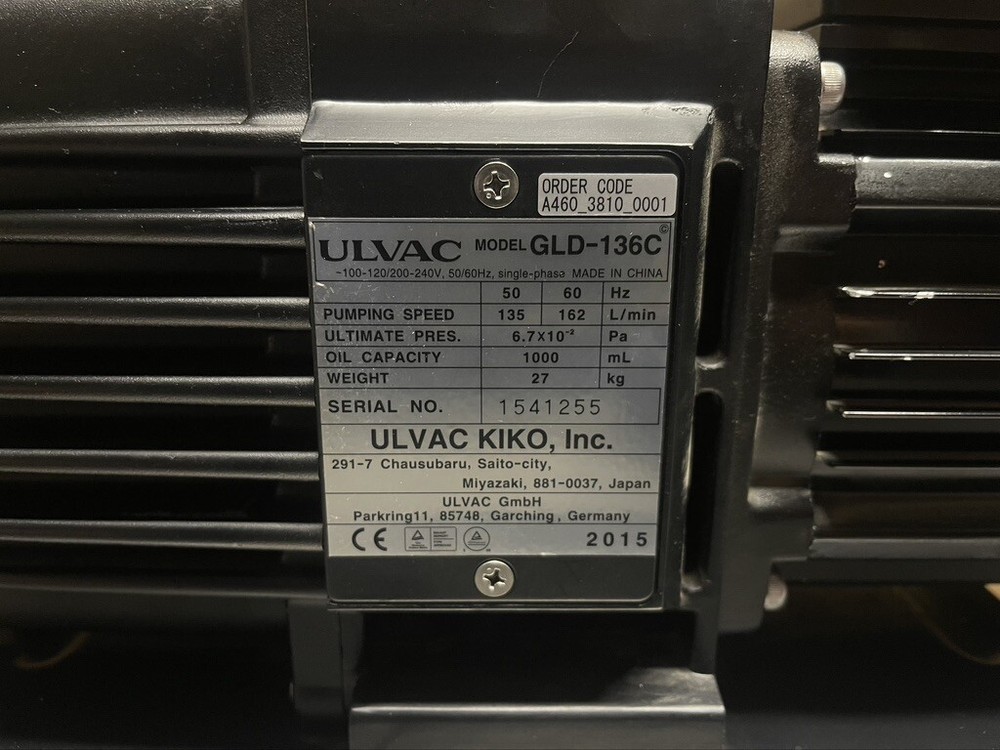 ORDER CODE
A460_3810_0001
ULVAC MODEL GLD-136C ©
~100-120/200-240V, 50/60Hz, single-phase MADE IN CHINA
50 60 Hz
PUMPING SPEED 135 162 L/min
ULTIMATE PRES. 6.7X10⁻² Pa
OIL CAPACITY 1000 mL
WEIGHT 27 kg
SERIAL NO. 1541255
ULVAC KIKO, Inc.
291-7 Chausubaru, Saito-city,
Miyazaki, 881-0037, Japan
ULVAC GmbH
Parkring11, 85748, Garching, Germany
CE 2015